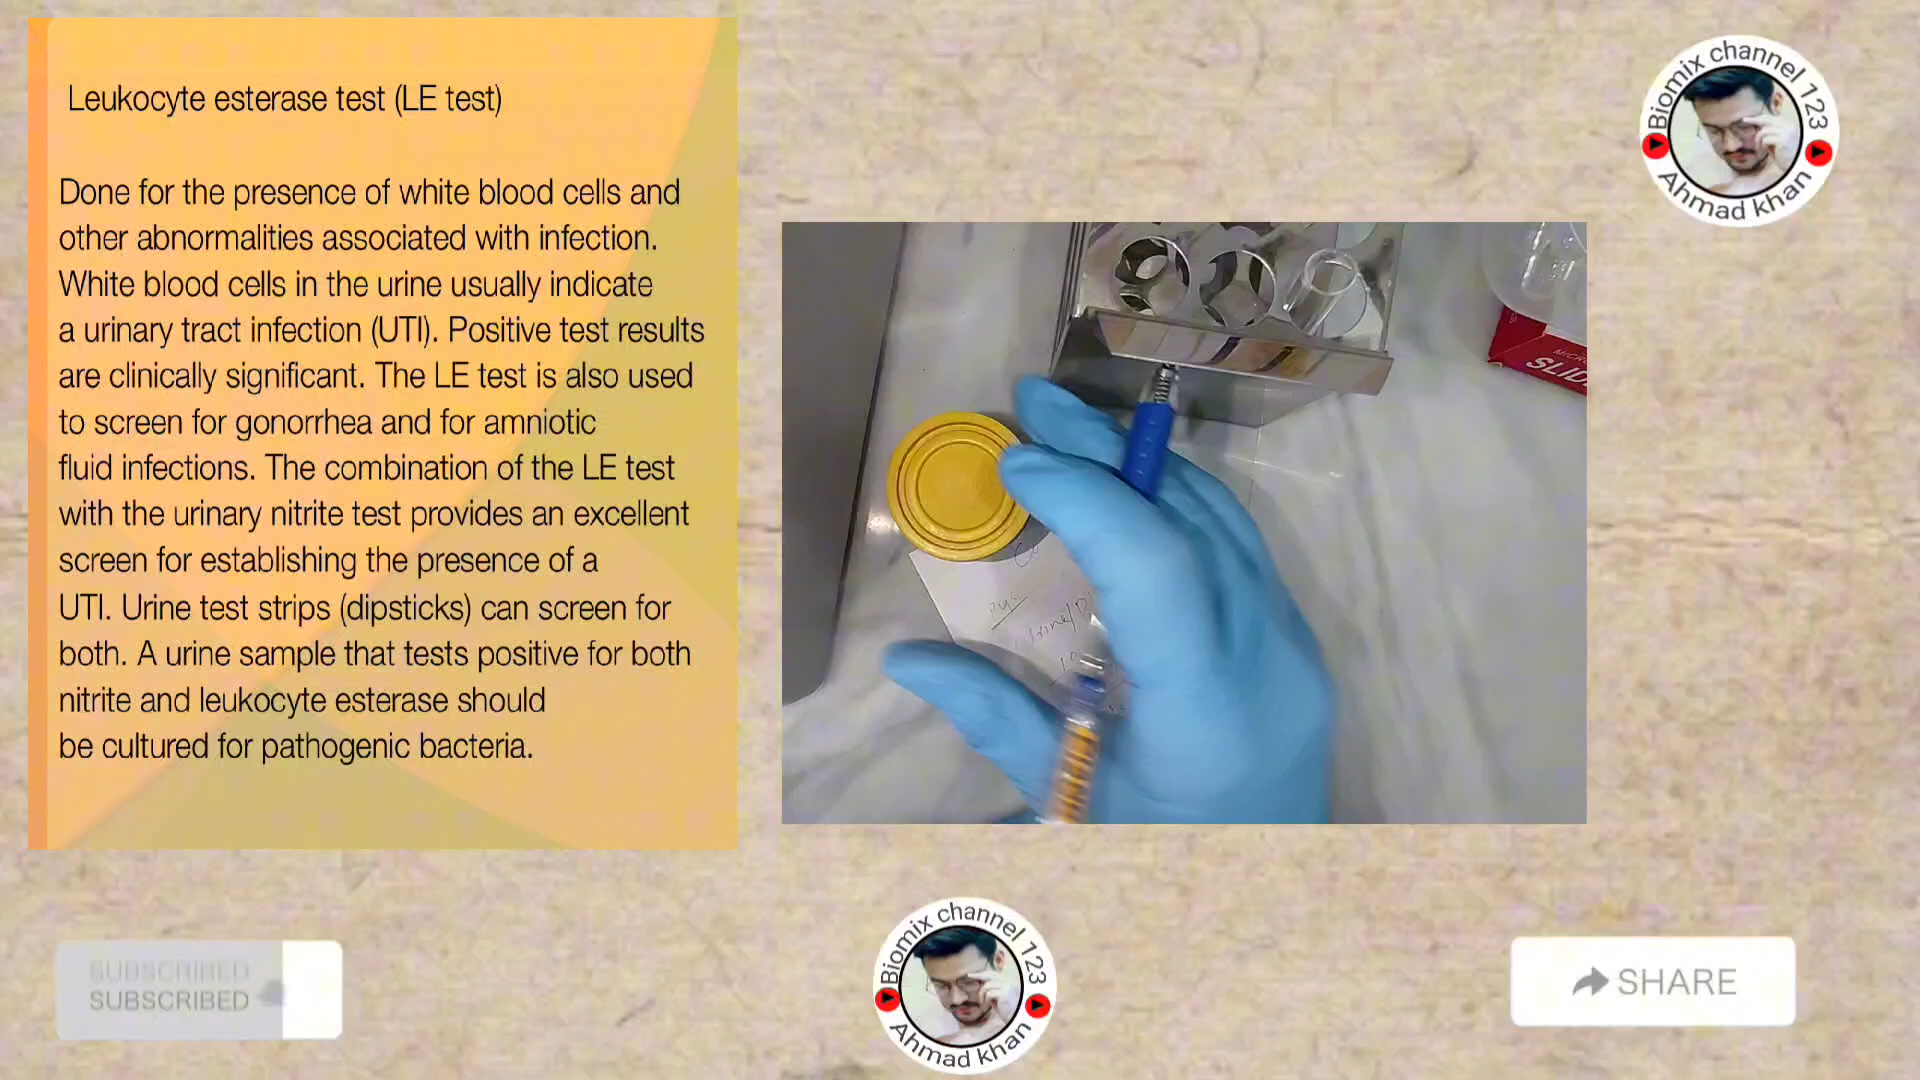 Leukocyte esterase test (LE test)
Done for the presence of white blood cells and
other abnormalities associated with infection.
White blood cells in the urine usually indicate
a urinary tract infection (UTI). Positive test results
are clinically significant. The LE test is also used
to screen for gonorrhea and for amniotic
fluid infections. The combination of the LE test
with the urinary nitrite test provides an excellent
screen for establishing the presence of a
UTI. Urine test strips (dipsticks) can screen for
both. A urine sample that tests positive for both
nitrite and leukocyte esterase should
be cultured for pathogenic bacteria.
Biomix channel 123
Ahmad khan
SUBSCRIBED
SUBSCRIBED
Biomix channel 123
Ahmad khan
SHARE